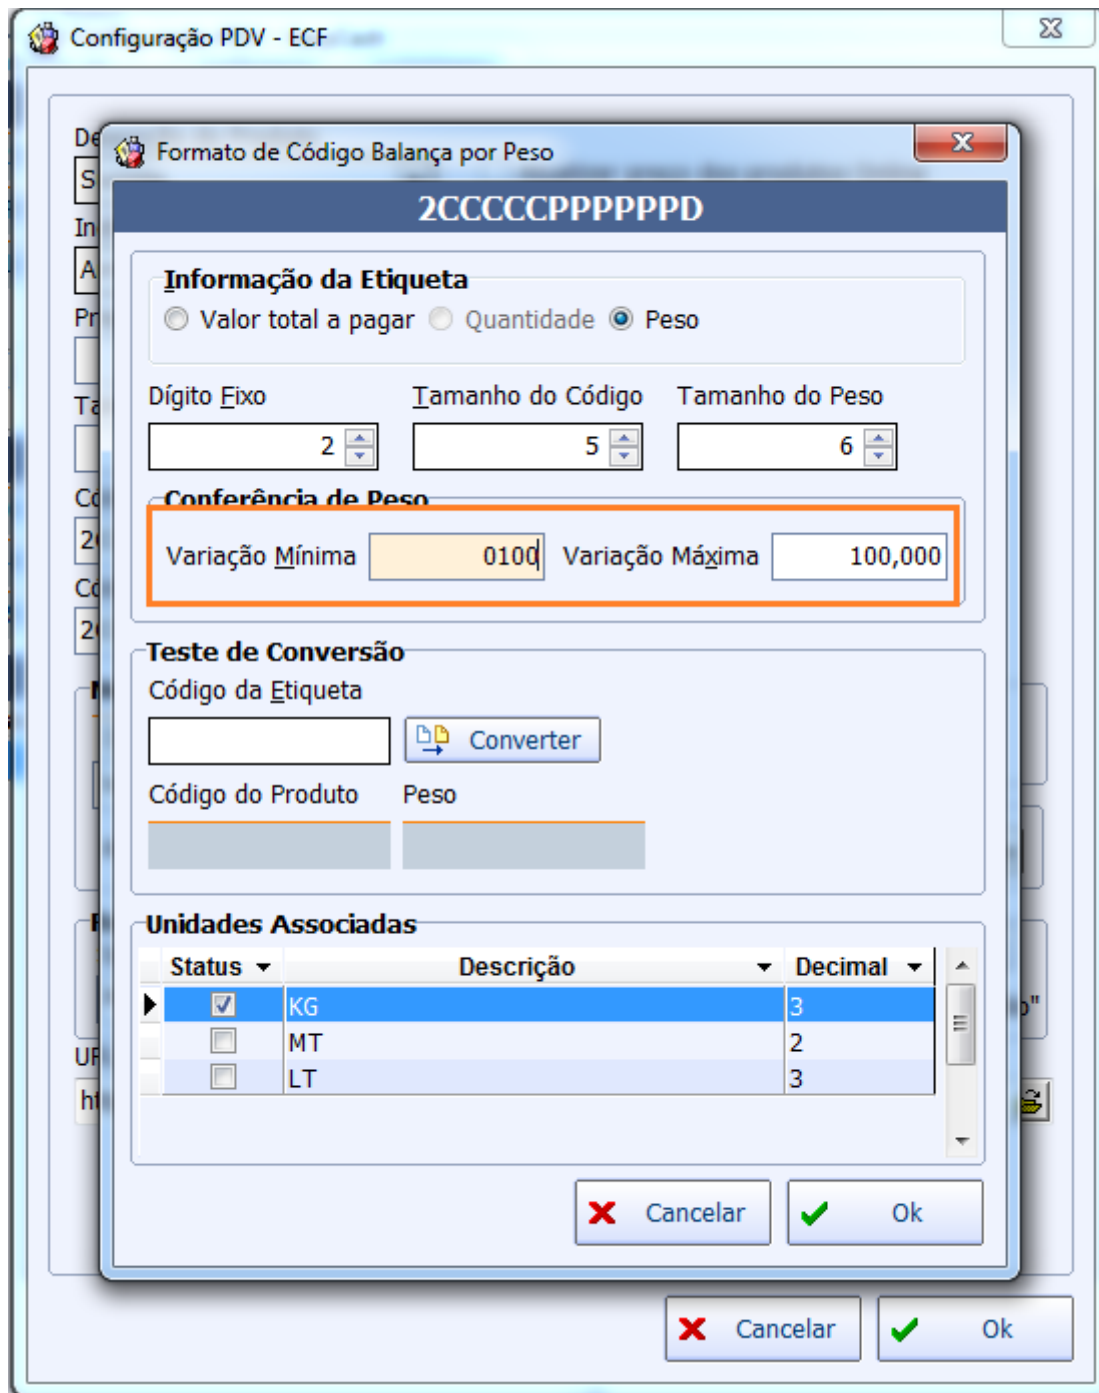 Configuração PDV - ECF
Formato de Código Balança por Peso
2CCCCCPPPPPPD
Informação da Etiqueta
Valor total a pagar Quantidade Peso
Dígito Fixo Tamanho do Código Tamanho do Peso
2 5 6
Conferência de Peso
Variação Mínima 0100 Variação Máxima 100,000
Teste de Conversão
Código da Etiqueta
Converter
Código do Produto Peso
Unidades Associadas
Status Descrição Decimal
KG 3
MT 2
LT 3
Cancelar Ok
Cancelar Ok